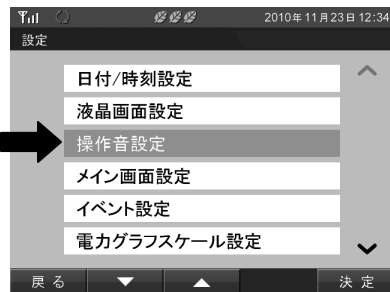 2010年11月23日 12:34
設定
日付/時刻設定
液晶画面設定
操作音設定
メイン画面設定
イベント設定
電力グラフスケール設定
戻る ▼ ▲ 決定